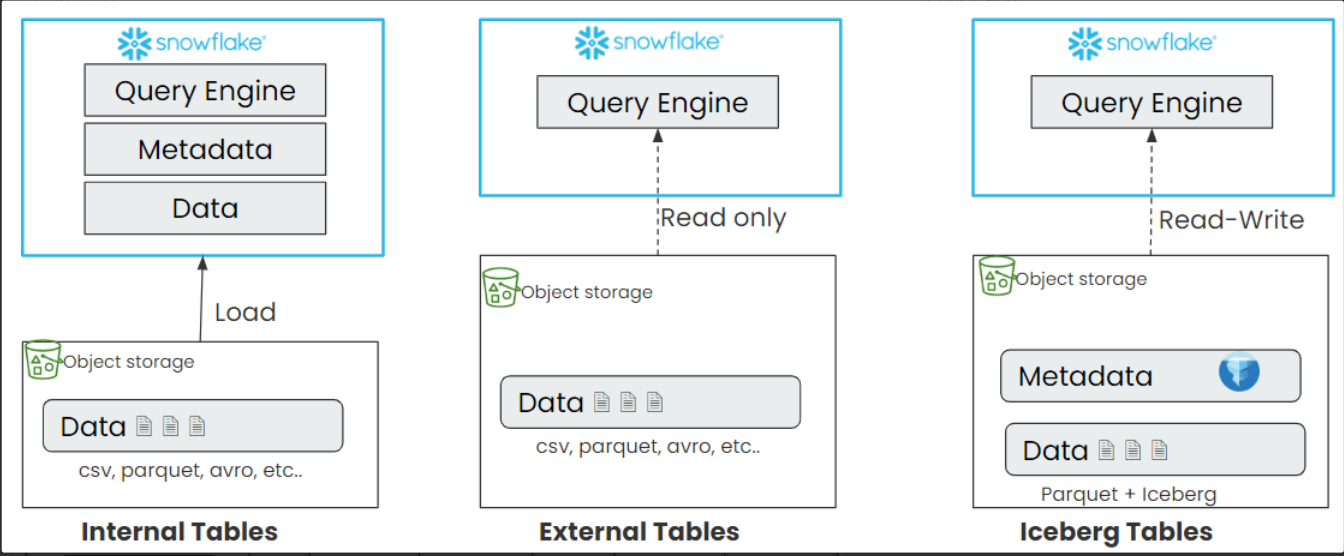 snowflake®
Query Engine
Metadata
Data
Load
Object storage
Data
csv, parquet, avro, etc..
Internal Tables
snowflake®
Query Engine
Read only
Object storage
Data
csv, parquet, avro, etc..
External Tables
snowflake®
Query Engine
Read-Write
Object storage
Metadata
Data
Parquet + Iceberg
Iceberg Tables